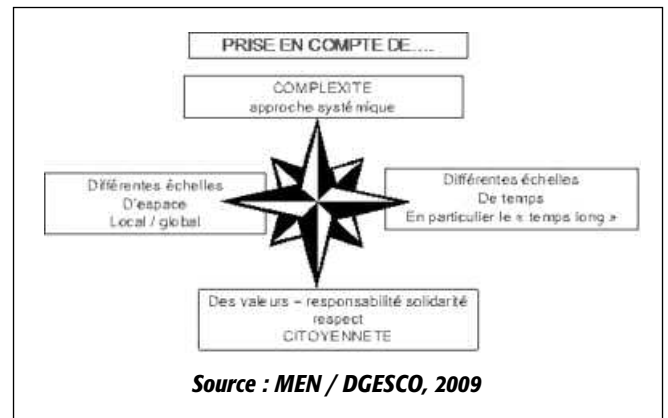 PRISE EN COMPTE DE....
COMPLEXITE
approche systémique
Différentes échelles
D'espace
Local / global
Différentes échelles
De temps
En particulier le « temps long »
Des valeurs – responsabilité solidarité
respect
CITOYENNETE
Source : MEN / DGESCO, 2009